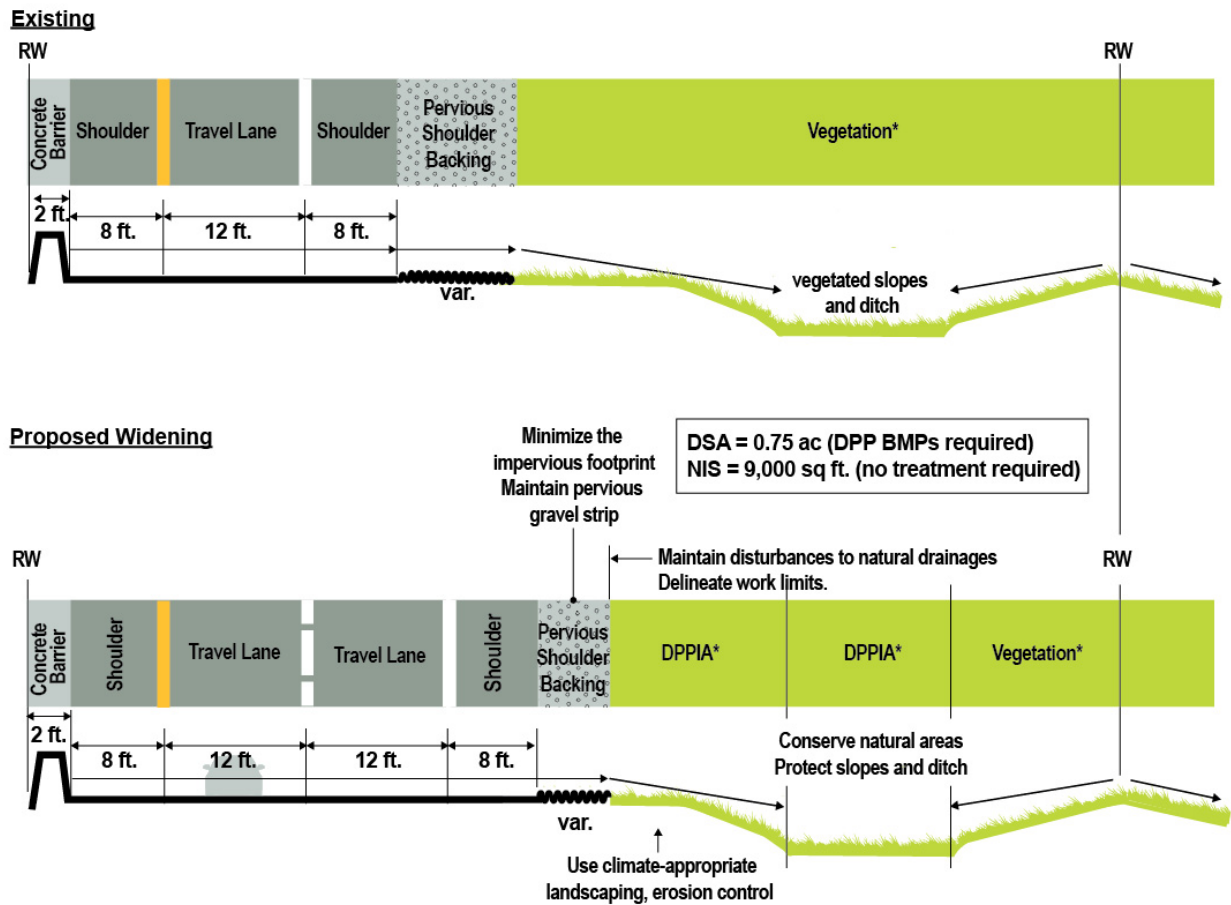 Existing
RW
RW
Concrete
Barrier
Shoulder
Travel Lane
Shoulder
Pervious
Shoulder
Backing
Vegetation*
2 ft.
8 ft.
12 ft.
8 ft.
var.
vegetated slopes
and ditch
Proposed Widening
Minimize the
impervious footprint
Maintain pervious
gravel strip
DSA = 0.75 ac (DPP BMPs required)
NIS = 9,000 sq ft. (no treatment required)
RW
Maintain disturbances to natural drainages
Delineate work limits.
RW
Concrete
Barrier
Shoulder
Travel Lane
Travel Lane
Shoulder
Pervious
Shoulder
Backing
DPPIA*
DPPIA*
Vegetation*
2 ft.
8 ft.
12 ft.
12 ft.
8 ft.
Conserve natural areas
Protect slopes and ditch
var.
Use climate-appropriate
landscaping, erosion control